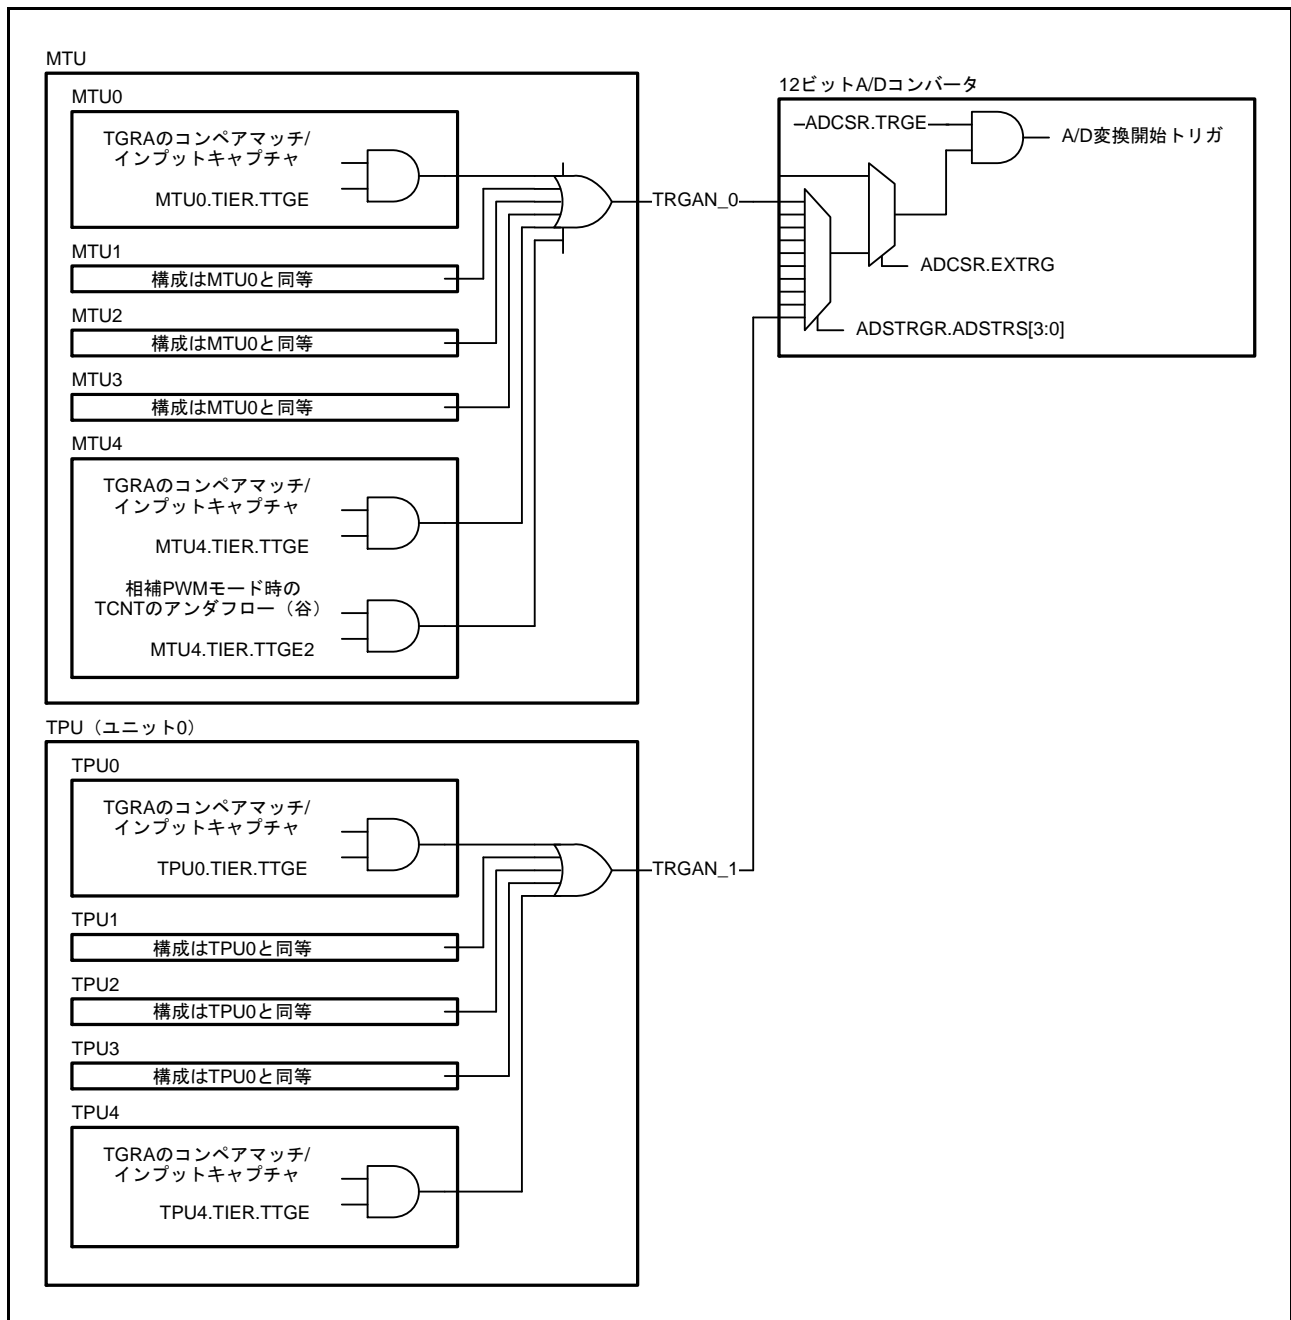 MTU
MTU0
TGRAのコンペアマッチ/
インプットキャプチャ
MTU0.TIER.TTGE
MTU1
構成はMTU0と同等
MTU2
構成はMTU0と同等
MTU3
構成はMTU0と同等
MTU4
TGRAのコンペアマッチ/
インプットキャプチャ
MTU4.TIER.TTGE
相補PWMモード時の
TCNTのアンダフロー（谷）
MTU4.TIER.TTGE2
TRGAN_0
12ビットA/Dコンバータ
ADCSR.TRGE
A/D変換開始トリガ
ADCSR.EXTRG
ADSTRGR.ADSTRS[3:0]
TPU（ユニット0）
TPU0
TGRAのコンペアマッチ/
インプットキャプチャ
TPU0.TIER.TTGE
TPU1
構成はTPU0と同等
TPU2
構成はTPU0と同等
TPU3
構成はTPU0と同等
TPU4
TGRAのコンペアマッチ/
インプットキャプチャ
TPU4.TIER.TTGE
TRGAN_1